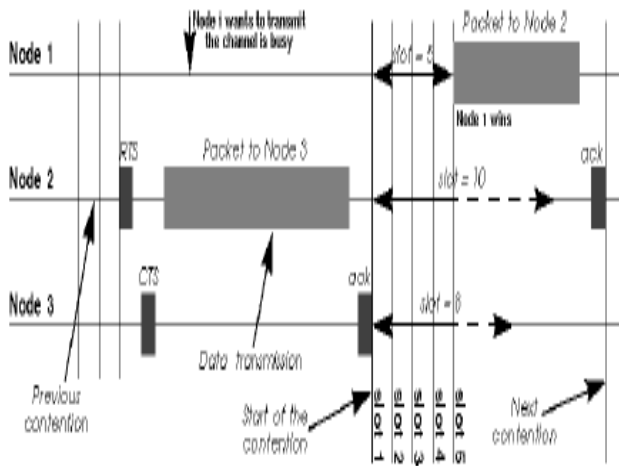 Node i wants to transmit
the channel is busy
Packet to Node 2
Node 1
slot = 5
Node 1 wins
RTS
Packet to Node 3
ack
Node 2
slot = 10
CTS
ack
Node 3
slot = 8
Data transmission
Previous
contention
Start of the
contention
slot 1
slot 2
slot 3
slot 4
slot 5
Next
contention